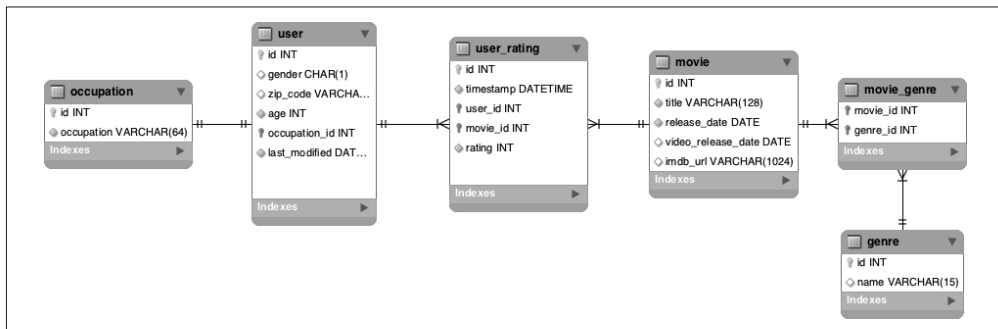 occupation
id INT
occupation VARCHAR(64)
Indexes
user
id INT
gender CHAR(1)
zip_code VARCHA...
age INT
occupation_id INT
last_modified DAT...
Indexes
user_rating
id INT
timestamp DATETIME
user_id INT
movie_id INT
rating INT
Indexes
movie
id INT
title VARCHAR(128)
release_date DATE
video_release_date DATE
imdb_url VARCHAR(1024)
Indexes
movie_genre
movie_id INT
genre_id INT
Indexes
genre
id INT
name VARCHAR(15)
Indexes